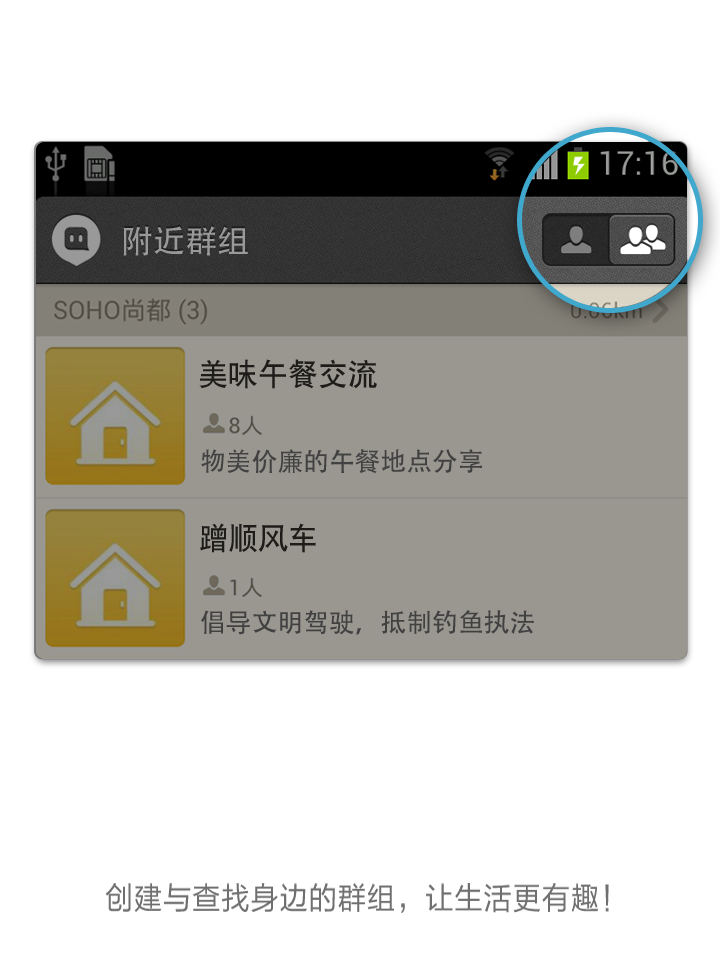 17:16
附近群组
SOHO尚都 (3)
0.06km
美味午餐交流
8人
物美价廉的午餐地点分享
蹭顺风车
1人
倡导文明驾驶，抵制钓鱼执法
创建与查找身边的群组，让生活更有趣！